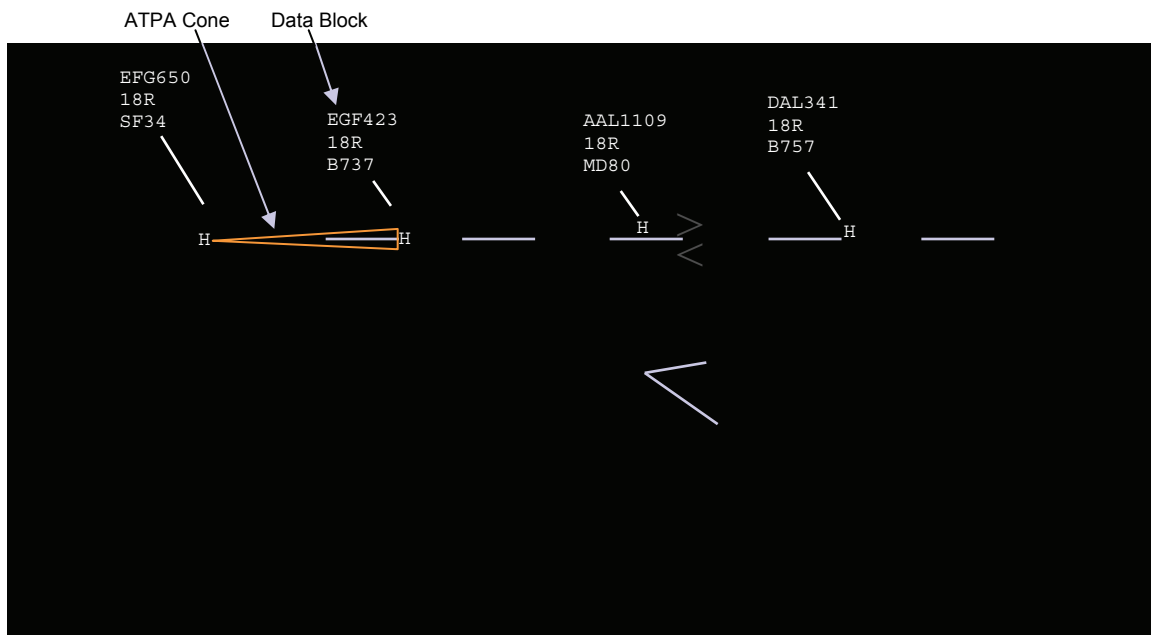 ATPA Cone
Data Block
EFG650
18R
SF34
EGF423
18R
B737
AAL1109
18R
MD80
DAL341
18R
B757
H
H
H
H